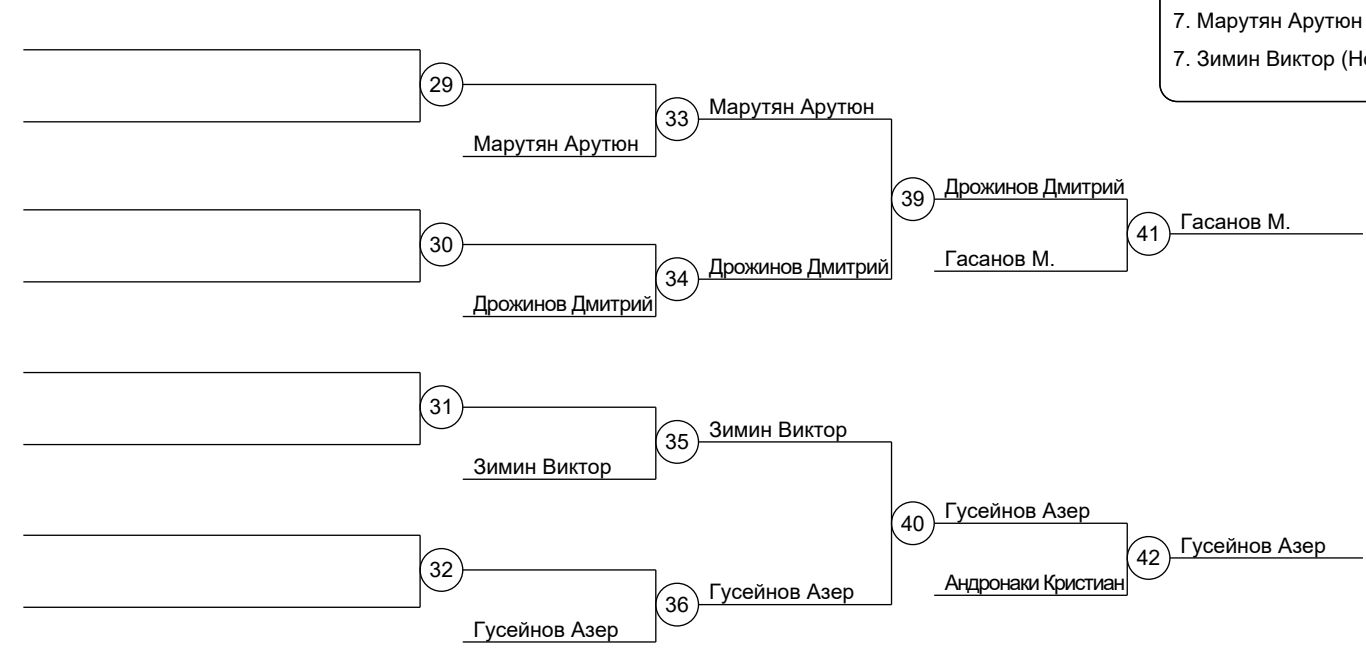 7. Марутян Арутюн
7. Зимин Виктор (Н
29
33
Марутян Арутюн
Марутян Арутюн
39
Дрожинов Дмитрий
30
34
Дрожинов Дмитрий
Дрожинов Дмитрий
Гасанов М.
41
Гасанов М.
31
35
Зимин Виктор
Зимин Виктор
40
Гусейнов Азер
32
36
Гусейнов Азер
Гусейнов Азер
Андронаки Кристиан
42
Гусейнов Азер